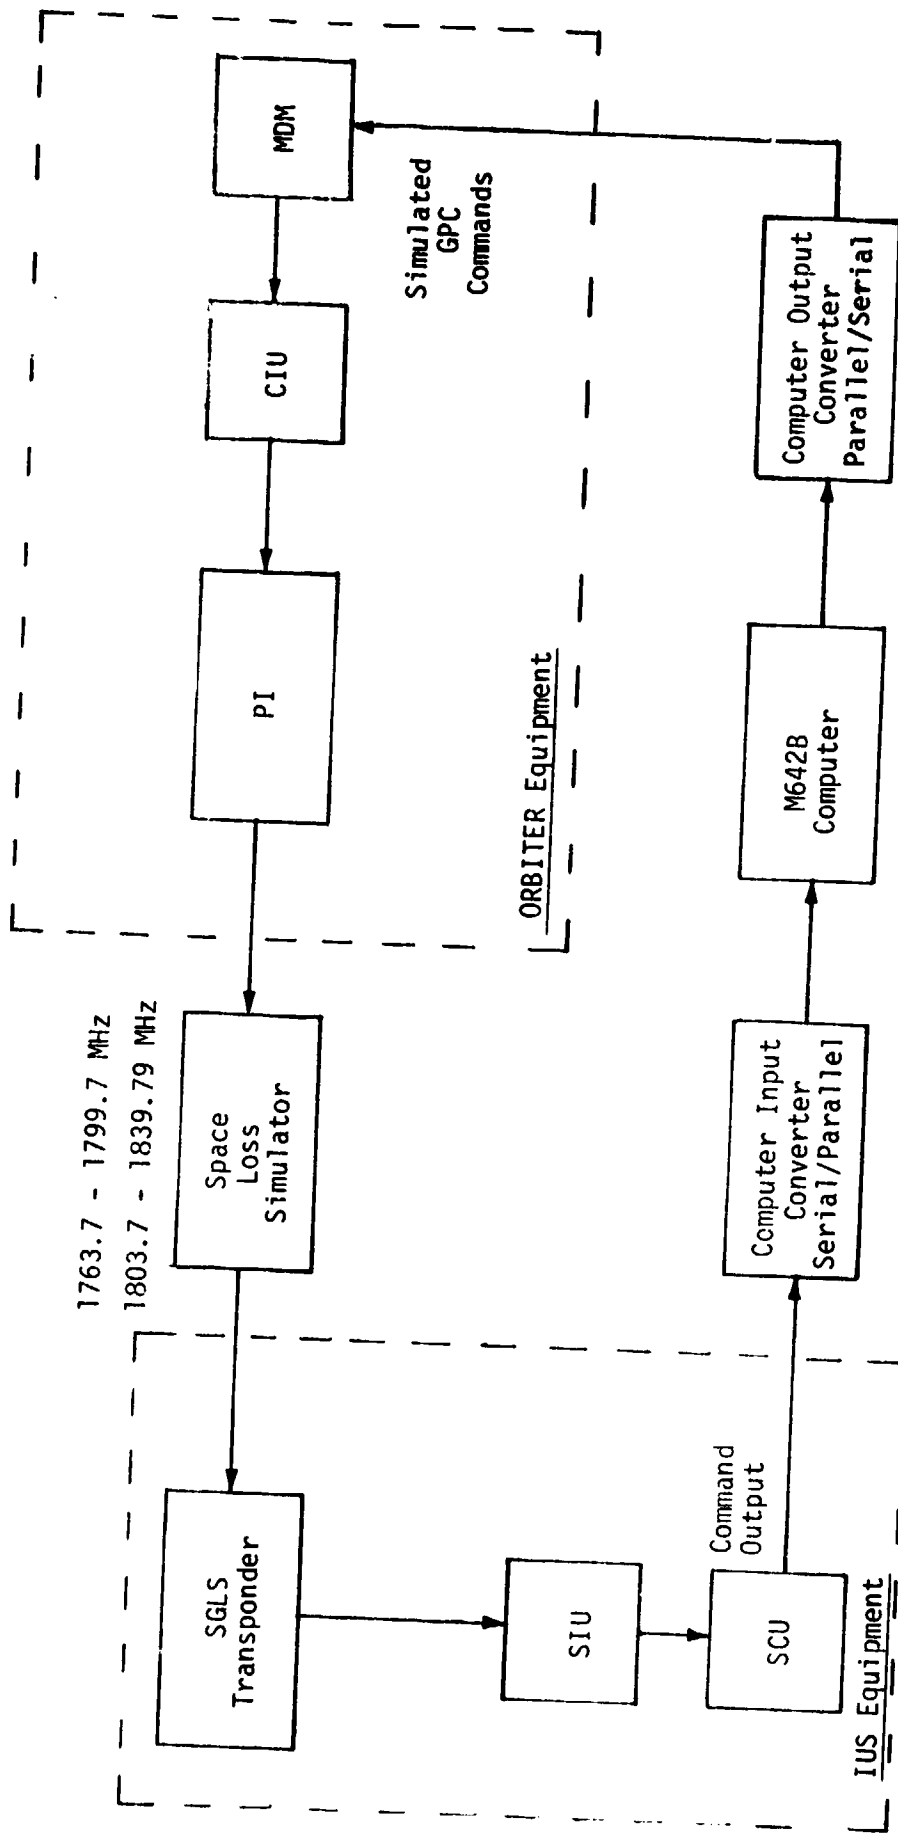 1763.7 - 1799.7 MHz
1803.7 - 1839.79 MHz
SGLS
Transponder
Space
Loss
Simulator
PI
CIU
MDM
Simulated
GPC
Commands
SIU
SCU
Command
Output
IUS Equipment
ORBITER Equipment
Computer Input
Converter
Serial/Parallel
M642B
Computer
Computer Output
Converter
Parallel/Serial